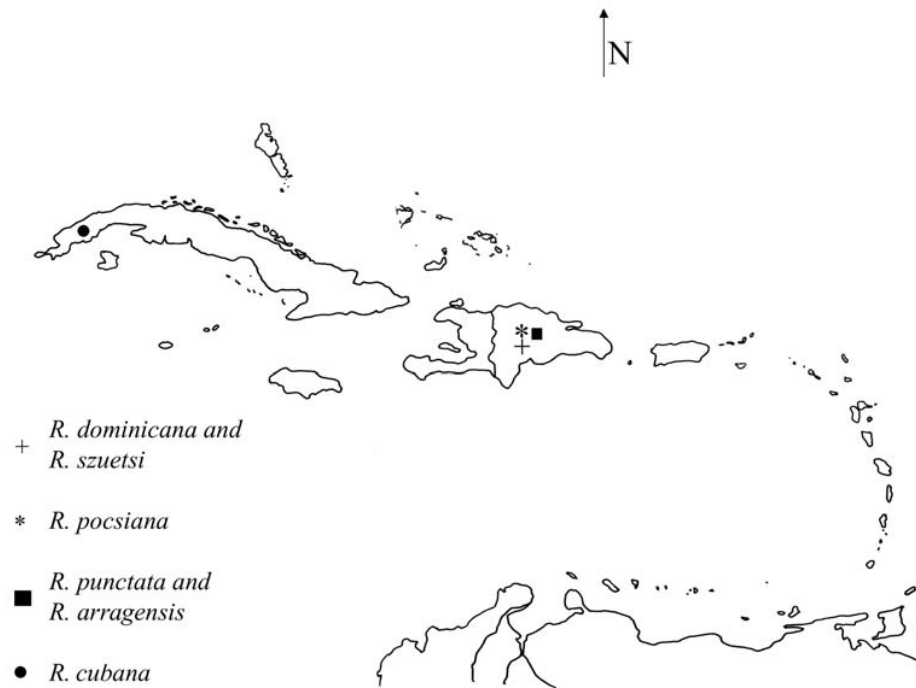 N
R. dominicana and
R. szuetsi
R. pocsiana
R. punctata and
R. arragensis
R. cubana